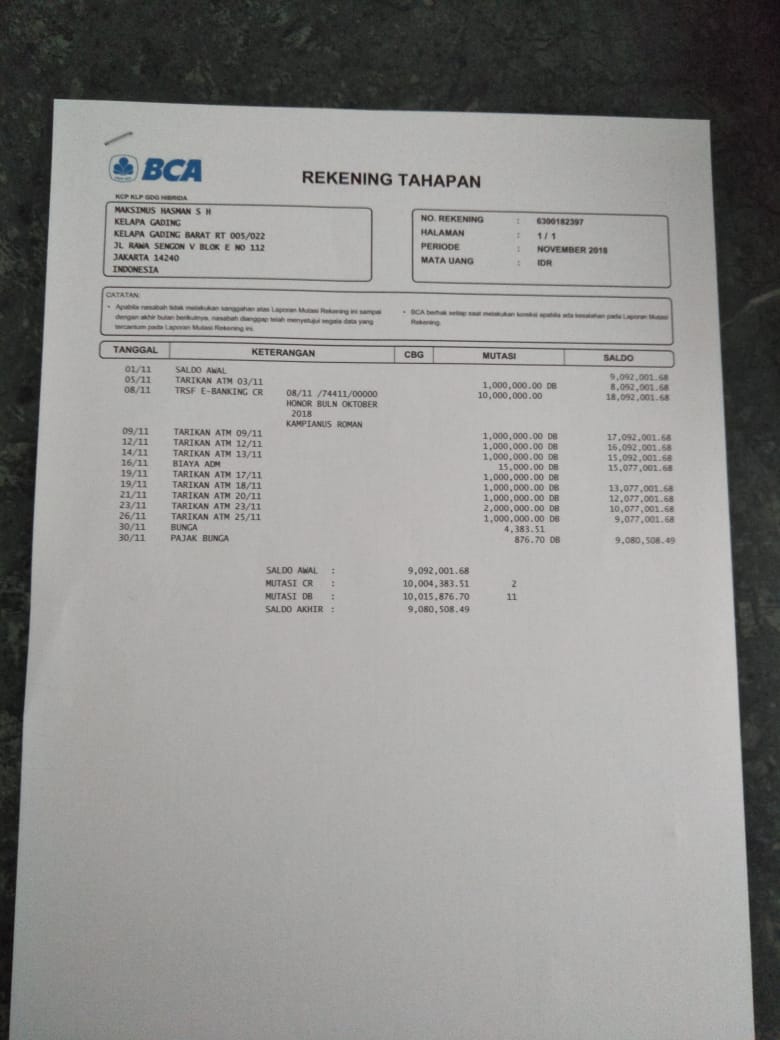 BCA
REKENING TAHAPAN
KCP KLP GDG HIBRIDA
MAKSIMUS HASMAN S H
KELAPA GADING
KELAPA GADING BARAT RT 005/022
JL RAWA SENGON V BLOK E NO 112
JAKARTA 14240
INDONESIA
NO. REKENING : 6300182397
HALAMAN : 1 / 1
PERIODE : NOVEMBER 2018
MATA UANG : IDR
CATATAN:
• Apabila nasabah tidak melakukan sanggahan atas Laporan Mutasi Rekening ini sampai
dengan akhir bulan berikutnya, nasabah dianggap telah menyetujui segala data yang
tercantum pada Laporan Mutasi Rekening ini.
• BCA berhak setiap saat melakukan koreksi apabila ada kesalahan pada Laporan Mutasi
Rekening.
TANGGAL KETERANGAN CBG MUTASI SALDO
01/11 SALDO AWAL 9,092,001.68
05/11 TARIKAN ATM 03/11 1,000,000.00 DB 8,092,001.68
08/11 TRSF E-BANKING CR 08/11 /74411/00000 10,000,000.00 18,092,001.68
HONOR BULN OKTOBER
2018
KAMPIANUS ROMAN
09/11 TARIKAN ATM 09/11 1,000,000.00 DB 17,092,001.68
12/11 TARIKAN ATM 12/11 1,000,000.00 DB 16,092,001.68
14/11 TARIKAN ATM 13/11 1,000,000.00 DB 15,092,001.68
16/11 BIAYA ADM 15,000.00 DB 15,077,001.68
19/11 TARIKAN ATM 17/11 1,000,000.00 DB
19/11 TARIKAN ATM 18/11 1,000,000.00 DB 13,077,001.68
21/11 TARIKAN ATM 20/11 1,000,000.00 DB 12,077,001.68
23/11 TARIKAN ATM 23/11 2,000,000.00 DB 10,077,001.68
26/11 TARIKAN ATM 25/11 1,000,000.00 DB 9,077,001.68
30/11 BUNGA 4,383.51
30/11 PAJAK BUNGA 876.70 DB 9,080,508.49
SALDO AWAL : 9,092,001.68
MUTASI CR : 10,004,383.51 2
MUTASI DB : 10,015,876.70 11
SALDO AKHIR : 9,080,508.49